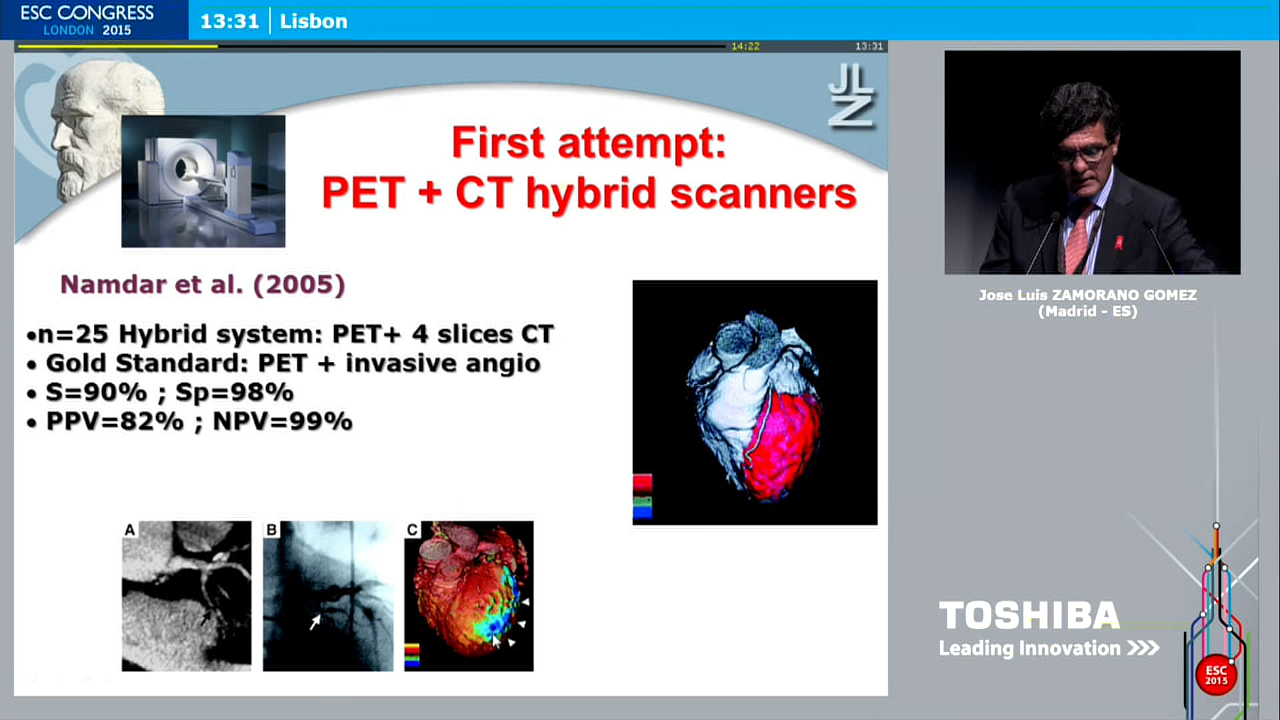 ESC CONGRESS
LONDON 2015
13:31 | Lisbon
14:22
13:31
JL
Z
First attempt:
PET + CT hybrid scanners
Namdar et al. (2005)
•n=25 Hybrid system: PET+ 4 slices CT
• Gold Standard: PET + invasive angio
• S=90% ; Sp=98%
• PPV=82% ; NPV=99%
A
B
C
Jose Luis ZAMORANO GOMEZ
(Madrid - ES)
TOSHIBA
Leading Innovation >>>
ESC
2015